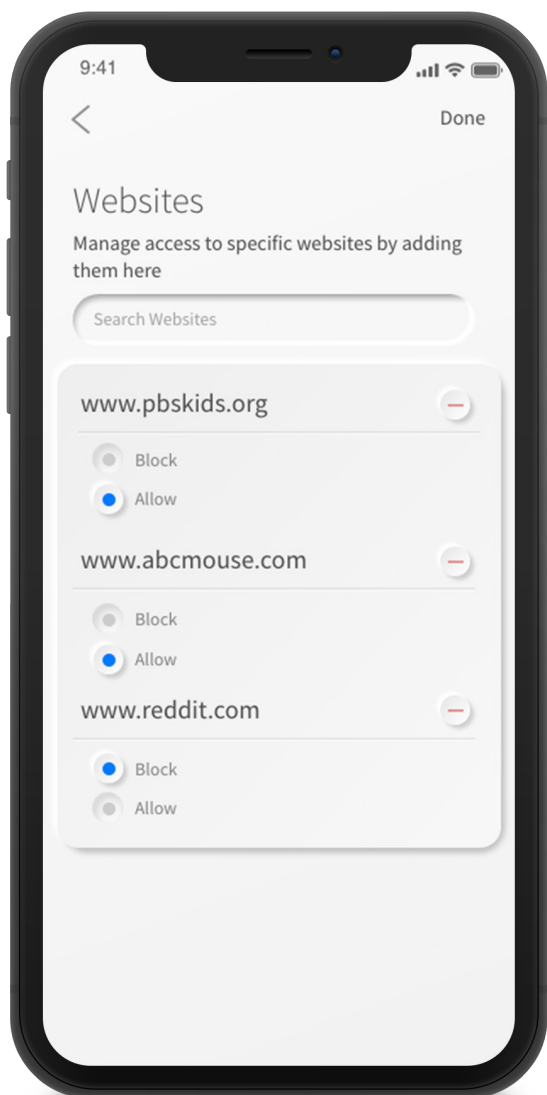 9:41
Done
Websites
Manage access to specific websites by adding
them here
Search Websites
www.pbskids.org
Block
Allow
www.abcmouse.com
Block
Allow
www.reddit.com
Block
Allow